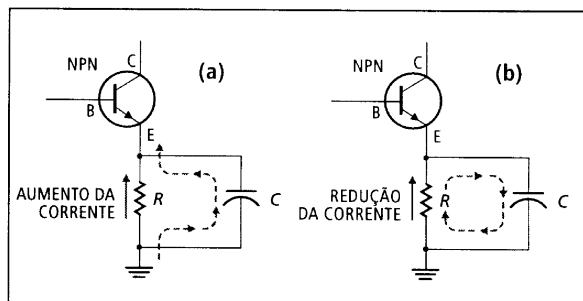 (a)
NPN
C
B
E
AUMENTO DA
CORRENTE
R
C
(b)
NPN
C
B
E
REDUÇÃO
DA CORRENTE
R
C